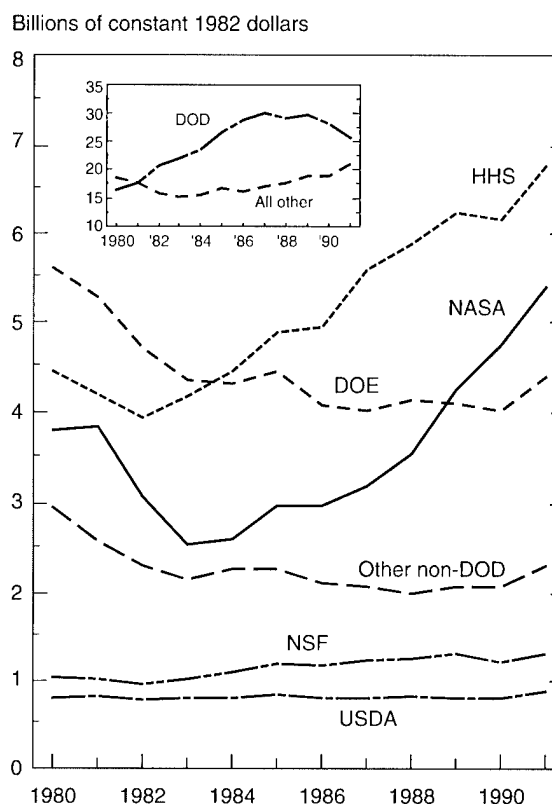 Billions of constant 1982 dollars
8
35
30
25
20
15
10
DOD
All other
1980 '82 '84 '86 '88 '90
7
HHS
6
NASA
5
DOE
4
3
Other non-DOD
2
NSF
1
USDA
0
1980 1982 1984 1986 1988 1990